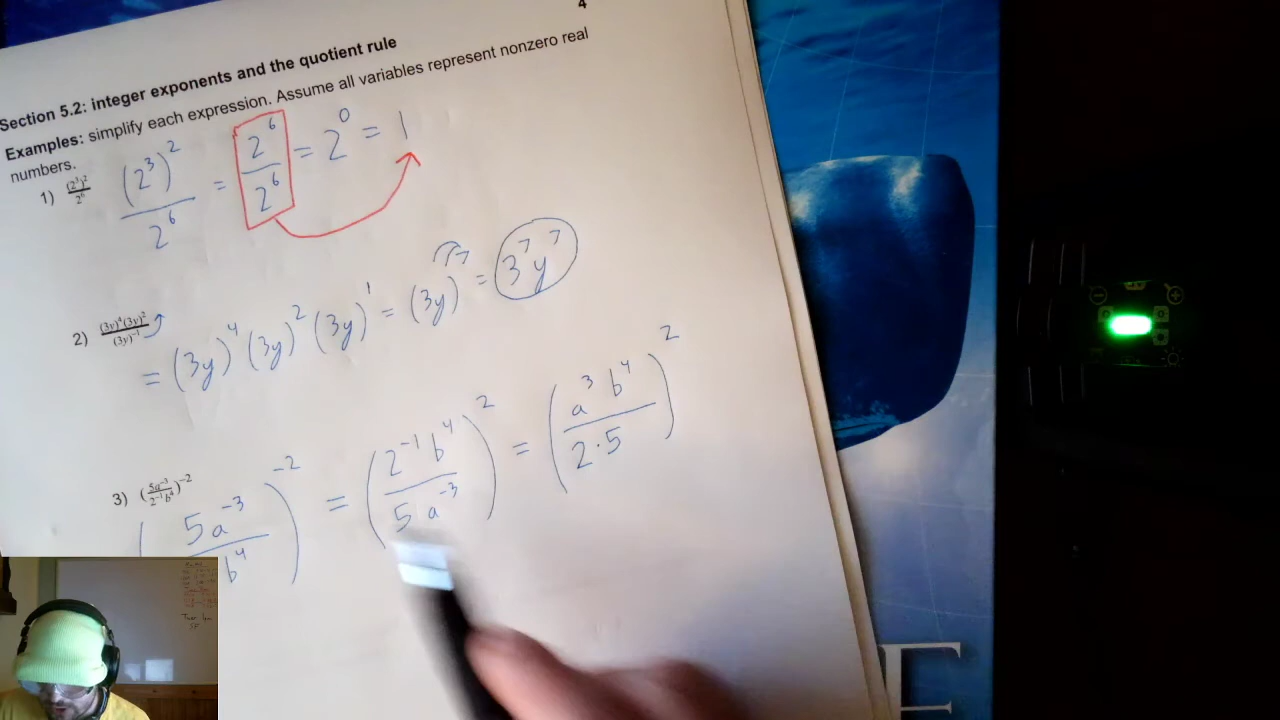 4
Section 5.2: integer exponents and the quotient rule
Examples: simplify each expression. Assume all variables represent nonzero real
numbers.
1) (2³)²/2⁶ (2³)²/2⁶ = 2⁶/2⁶ = 2⁰ = 1
2) (3y)⁴(3y)²/(3y)⁻¹
= (3y)⁴ (3y)² (3y)¹ = (3y)⁷ = 3⁷y⁷
3) (5a⁻³/2⁻¹b⁴)⁻²
( 5a⁻³/ b⁴ )⁻² = (2⁻¹b⁴/5a⁻³)² = (a³b⁴/2·5)²
E